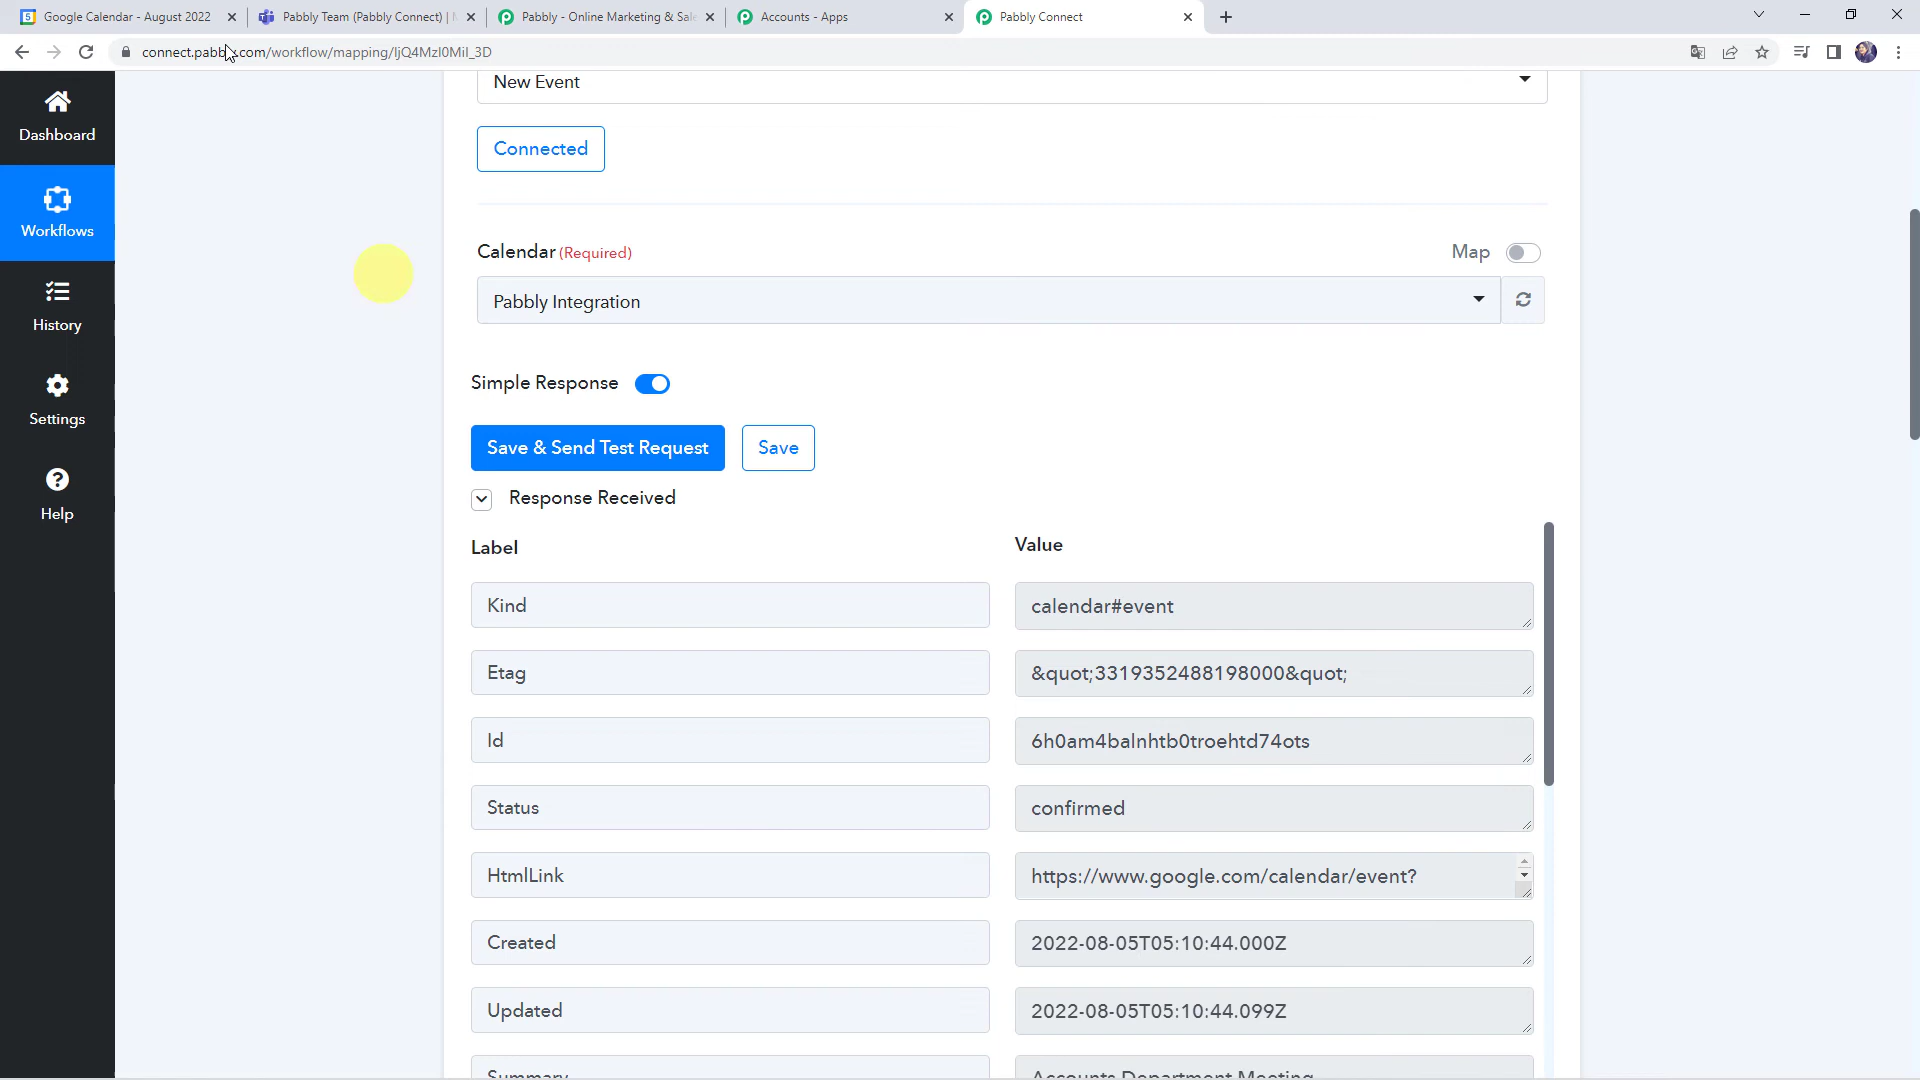 Google Calendar - August 2022
Pabbly Team (Pabbly Connect) |
Pabbly - Online Marketing & Sale
Accounts - Apps
Pabbly Connect
connect.pabbly.com/workflow/mapping/IjQ4MzI0MiI_3D
Dashboard
Workflows
History
Settings
Help
New Event
Connected
Calendar (Required)
Map
Pabbly Integration
Simple Response
Save & Send Test Request
Save
Response Received
Label
Value
Kind
calendar#event
Etag
&quot;3319352488198000&quot;
Id
6h0am4balnhtb0troehtd74ots
Status
confirmed
HtmlLink
https://www.google.com/calendar/event?
Created
2022-08-05T05:10:44.000Z
Updated
2022-08-05T05:10:44.099Z
Summary
Accounts Department Meeting